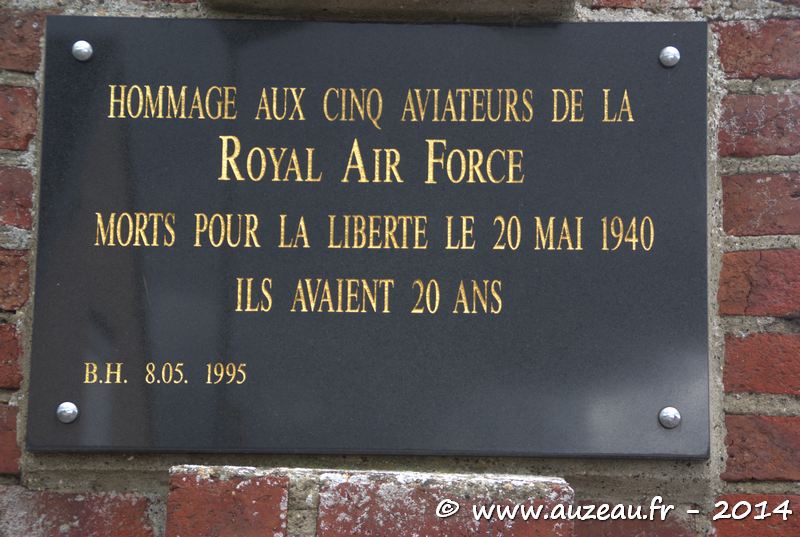 HOMMAGE AUX CINQ AVIATEURS DE LA
ROYAL AIR FORCE
MORTS POUR LA LIBERTE LE 20 MAI 1940
ILS AVAIENT 20 ANS
B.H. 8.05. 1995
© www.auzeau.fr - 2014